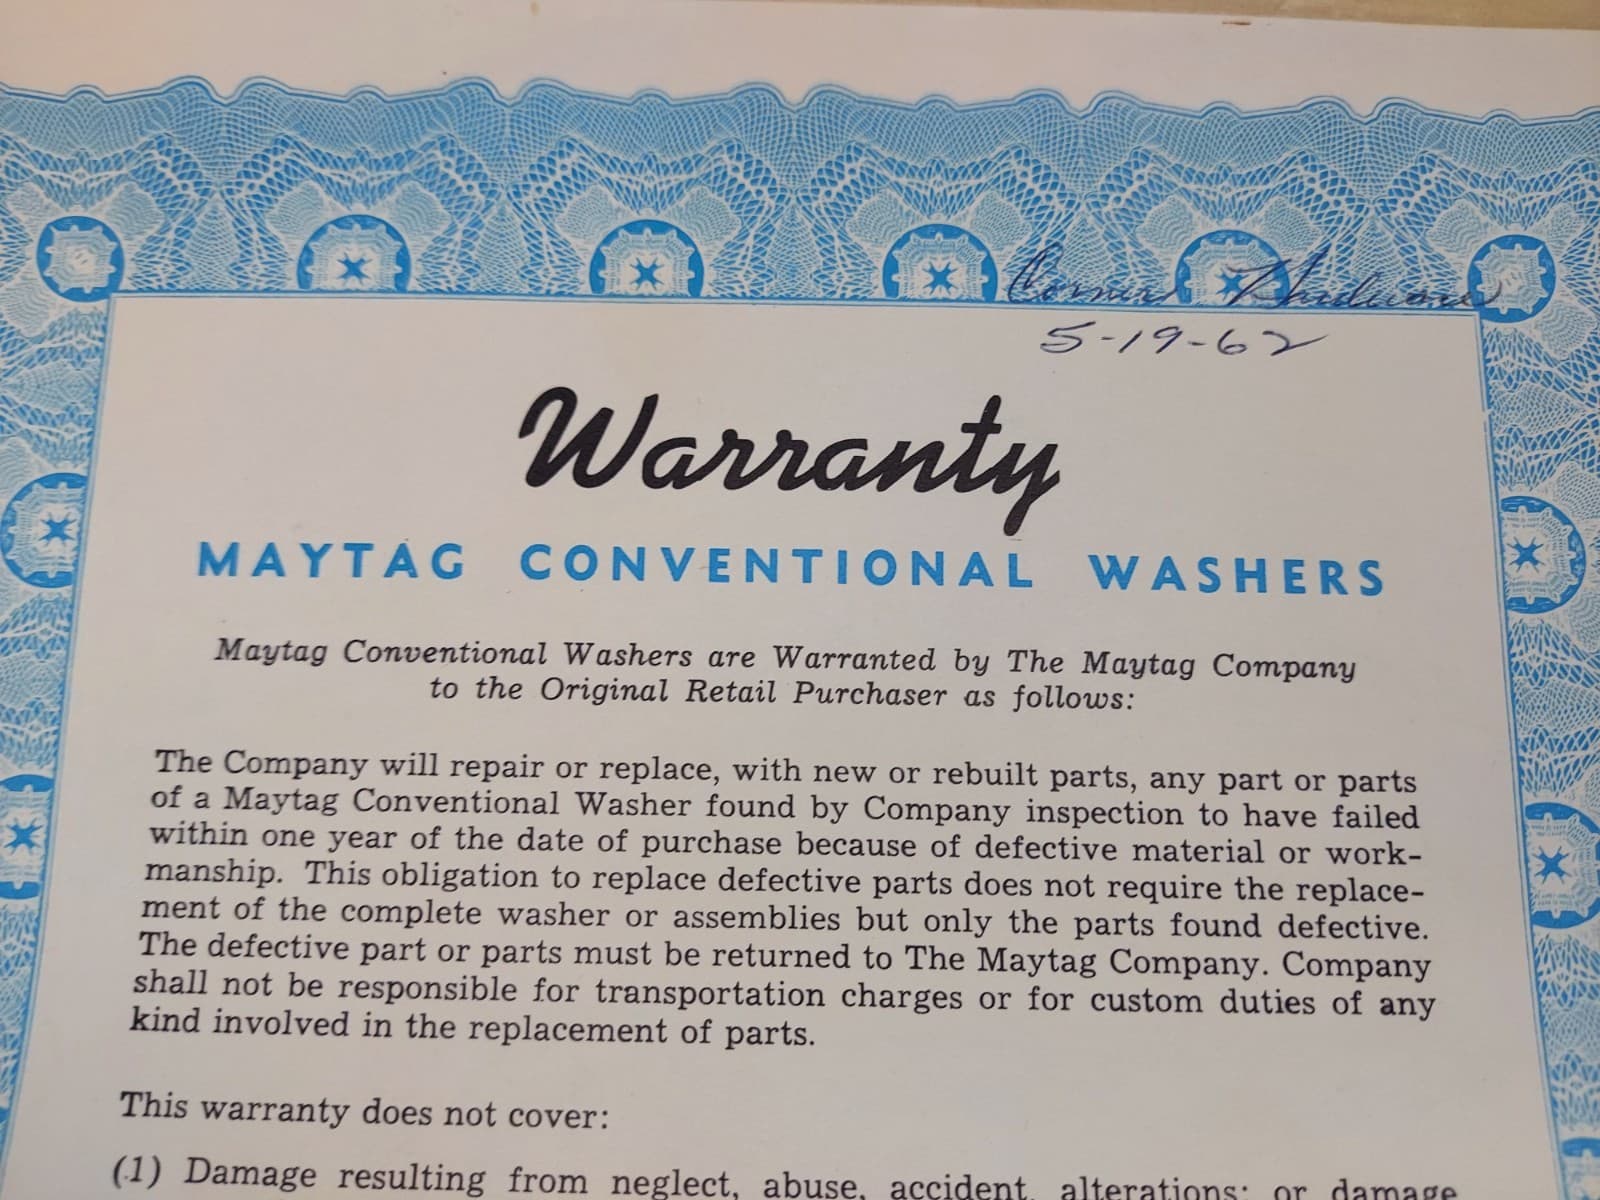 Corner Hardware
5-19-62
Warranty
MAYTAG CONVENTIONAL WASHERS
Maytag Conventional Washers are Warranted by The Maytag Company
to the Original Retail Purchaser as follows:
The Company will repair or replace, with new or rebuilt parts, any part or parts
of a Maytag Conventional Washer found by Company inspection to have failed
within one year of the date of purchase because of defective material or work-
manship. This obligation to replace defective parts does not require the replace-
ment of the complete washer or assemblies but only the parts found defective.
The defective part or parts must be returned to The Maytag Company. Company
shall not be responsible for transportation charges or for custom duties of any
kind involved in the replacement of parts.
This warranty does not cover:
(1) Damage resulting from neglect, abuse, accident, alterations; or damage